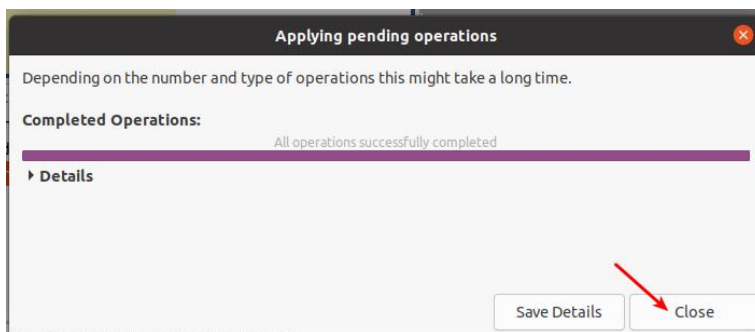 Applying pending operations
Depending on the number and type of operations this might take a long time.
Completed Operations:
All operations successfully completed
Details
Save Details
Close